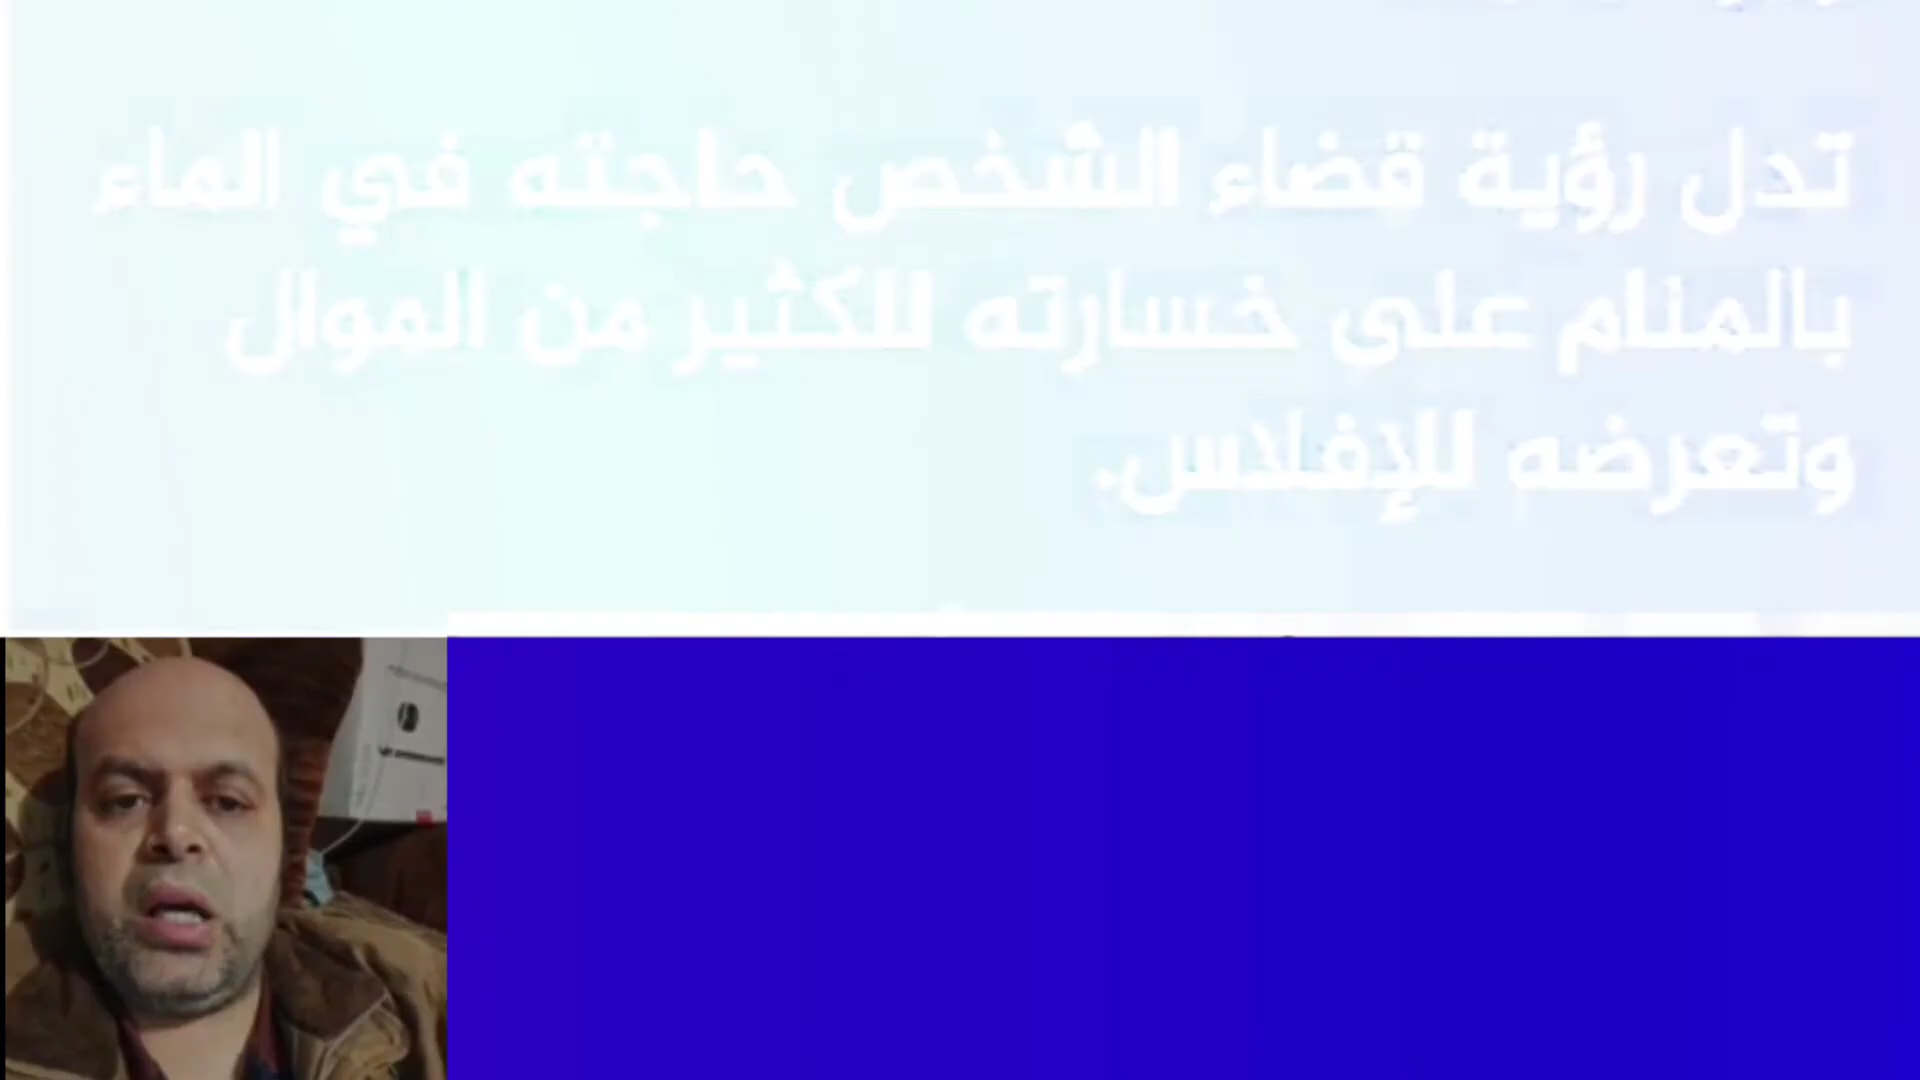 تدل رؤية قضاء الشخص حاجته في الماء
بالمنام على خسارته للكثير من الموال
وتعرضه للإفلاس.